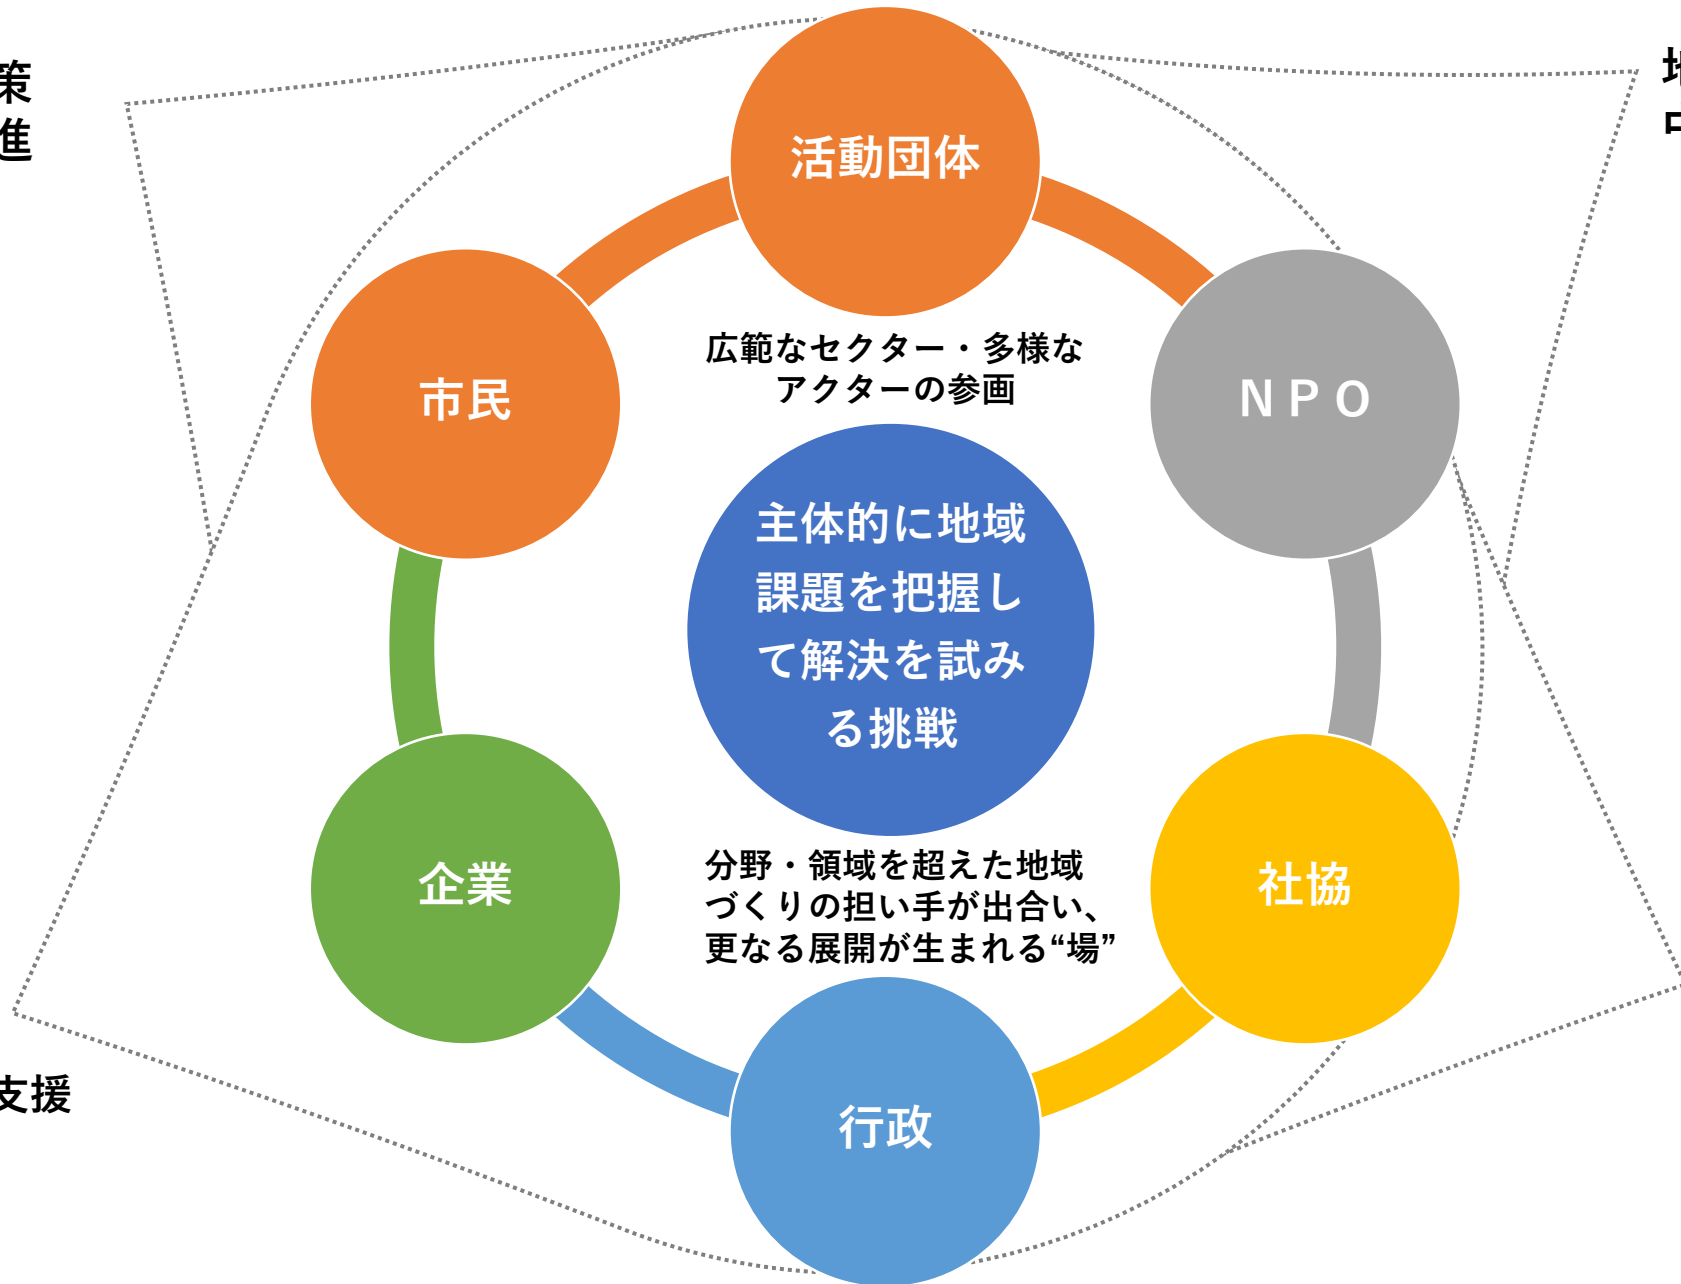 策
進
活動団体
市民
広範なセクター・多様な
アクターの参画
ＮＰＯ
主体的に地域
課題を把握し
て解決を試み
る挑戦
企業
分野・領域を超えた地域
づくりの担い手が出合い、
更なる展開が生まれる“場”
社協
支援
行政